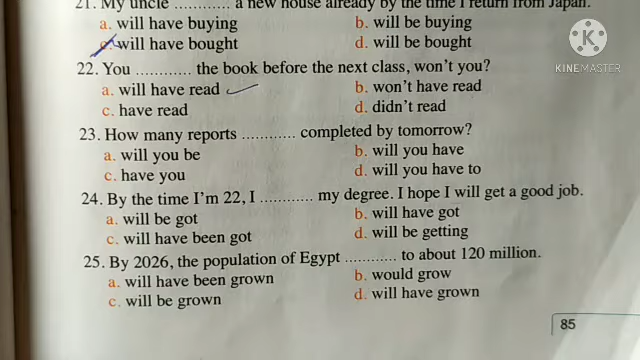 21. My uncle ............ a new house already by the time I return from Japan.
a. will have buying b. will be buying
c. will have bought d. will be bought
22. You ............ the book before the next class, won't you?
a. will have read b. won't have read
c. have read d. didn't read
23. How many reports ............ completed by tomorrow?
a. will you be b. will you have
c. have you d. will you have to
24. By the time I'm 22, I ............ my degree. I hope I will get a good job.
a. will be got b. will have got
c. will have been got d. will be getting
25. By 2026, the population of Egypt ............ to about 120 million.
a. will have been grown b. would grow
c. will be grown d. will have grown
85
KINEMASTER